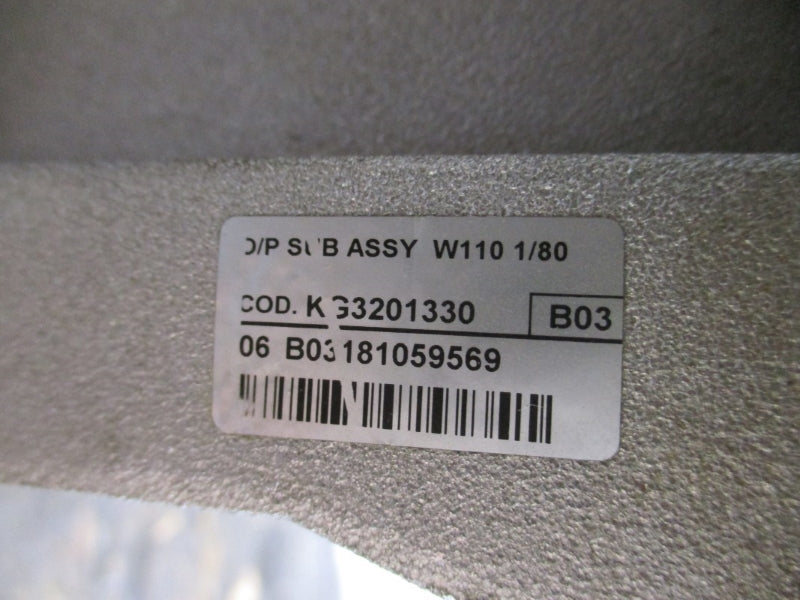 O/P SUB ASSY W110 1/80
COD. KG3201330 B03
06 B03181059569